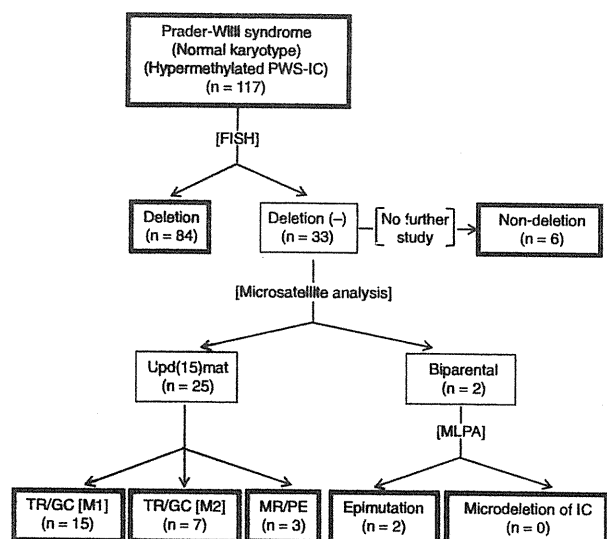 Prader-Willi syndrome
(Normal karyotype)
(Hypermethylated PWS-IC)
(n = 117)
[FISH]
Deletion
(n = 84)
Deletion (–)
(n = 33)
[No further
study]
Non-deletion
(n = 6)
[Microsatellite analysis]
Upd(15)mat
(n = 25)
Biparental
(n = 2)
[MLPA]
TR/GC [M1]
(n = 15)
TR/GC [M2]
(n = 7)
MR/PE
(n = 3)
Epimutation
(n = 2)
Microdeletion of IC
(n = 0)